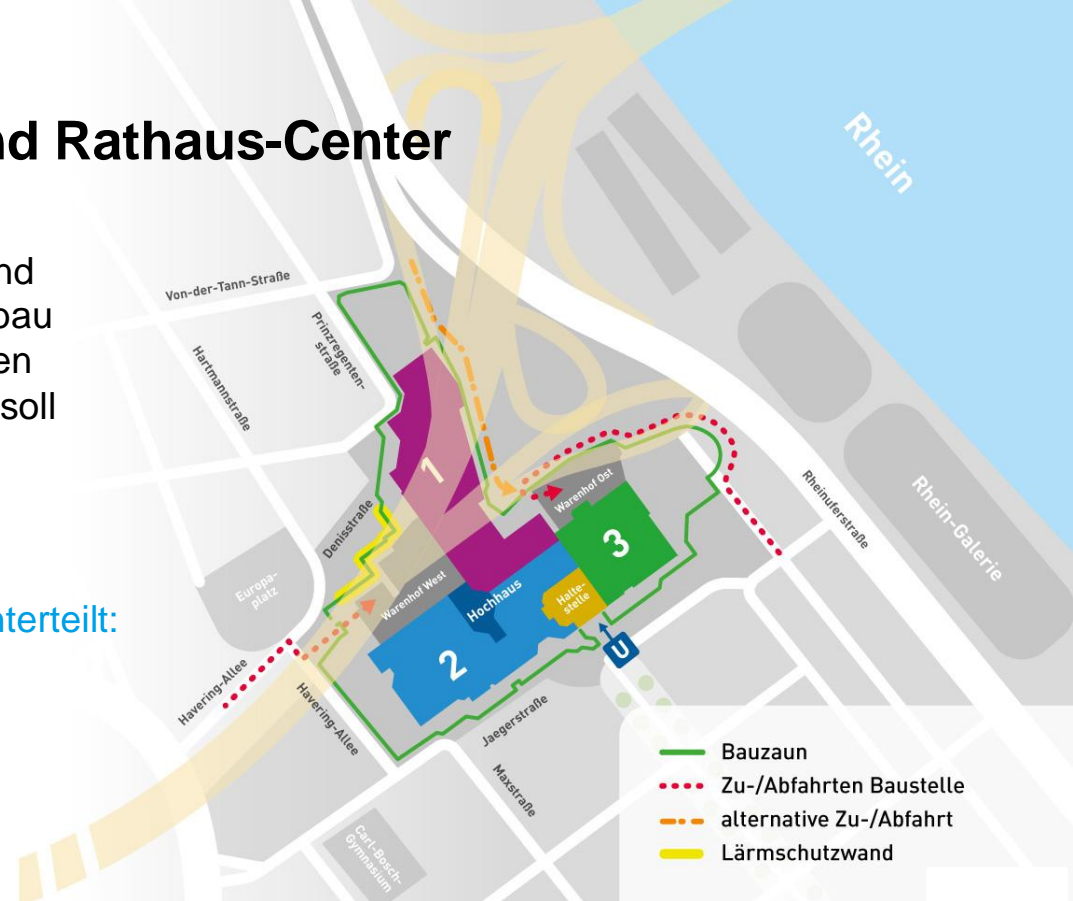 nd Rathaus-Center
nd
bau
en
soll
nterteilt:
Rhein
Von-der-Tann-Straße
Prinzregenten-
straße
Hartmannstraße
1
Warenhof Ost
Rheinuferstraße
Rhein-Galerie
Denisstraße
3
Europa-
platz
Warenhof West
Hochhaus
Halte-
stelle
2
U
Havering-Allee
Havering-Allee
Jaegerstraße
Maxstraße
Carl-Bosch-
Gymnasium
Bauzaun
Zu-/Abfahrten Baustelle
alternative Zu-/Abfahrt
Lärmschutzwand